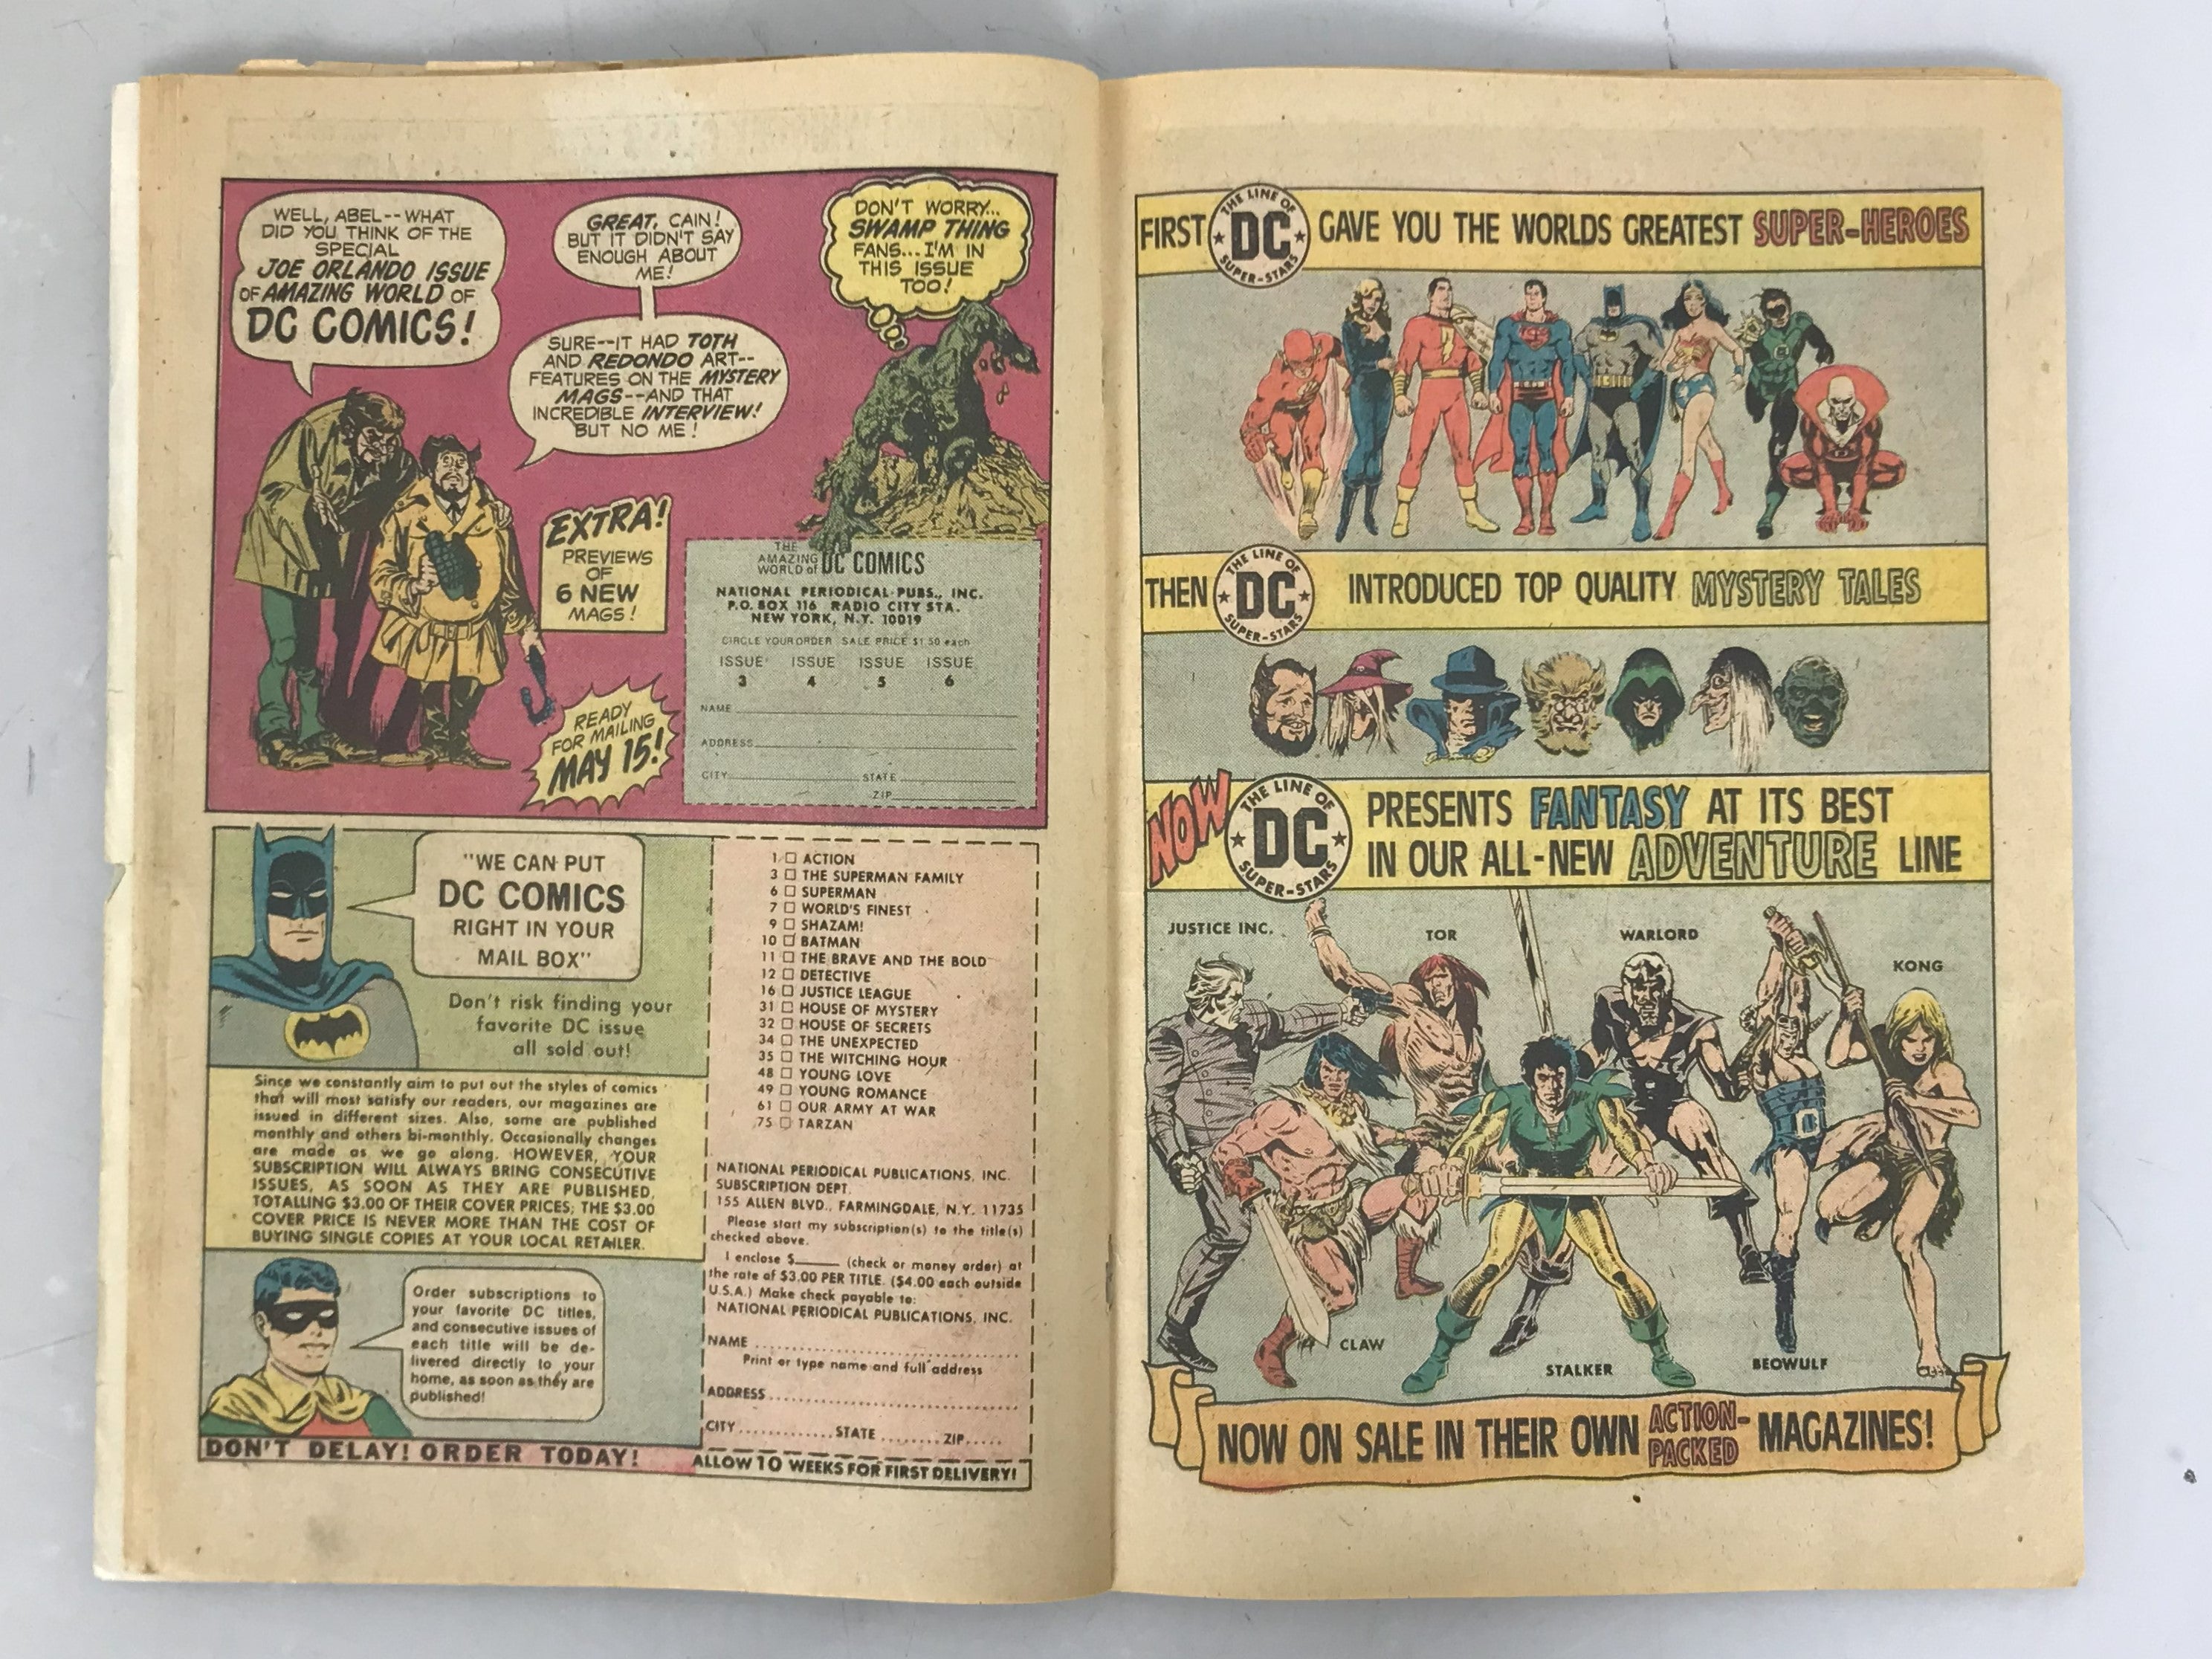 WELL, ABEL--WHAT
DID YOU THINK OF THE
SPECIAL
JOE ORLANDO ISSUE
OF AMAZING WORLD OF
DC COMICS!
GREAT, CAIN!
BUT IT DIDN'T SAY
ENOUGH ABOUT
ME!
SURE--IT HAD TOTH
AND REDONDO ART--
FEATURES ON THE MYSTERY
MAGS--AND THAT
INCREDIBLE INTERVIEW!
BUT NO ME!
DON'T WORRY...
SWAMP THING
FANS...I'M IN
THIS ISSUE
TOO!
EXTRA!
PREVIEWS
OF
6 NEW
MAGS!
READY
FOR MAILING
MAY 15!
THE
AMAZING
WORLD of DC COMICS
NATIONAL PERIODICAL PUBS., INC.
P.O. BOX 116 RADIO CITY STA.
NEW YORK, N.Y. 10019
CIRCLE YOUR ORDER SALE PRICE $1.50 each
ISSUE ISSUE ISSUE ISSUE
3 4 5 6
NAME
ADDRESS
CITY STATE
ZIP
"WE CAN PUT
DC COMICS
RIGHT IN YOUR
MAIL BOX"
Don't risk finding your
favorite DC issue
all sold out!
Since we constantly aim to put out the styles of comics
that will most satisfy our readers, our magazines are
issued in different sizes. Also, some are published
monthly and others bi-monthly. Occasionally changes
are made as we go along. HOWEVER, YOUR
SUBSCRIPTION WILL ALWAYS BRING CONSECUTIVE
ISSUES, AS SOON AS THEY ARE PUBLISHED,
TOTALLING $3.00 OF THEIR COVER PRICES; THE $3.00
COVER PRICE IS NEVER MORE THAN THE COST OF
BUYING SINGLE COPIES AT YOUR LOCAL RETAILER.
Order subscriptions to
your favorite DC titles,
and consecutive issues of
each title will be de-
livered directly to your
home, as soon as they are
published!
DON'T DELAY! ORDER TODAY!
1 □ ACTION
3 □ THE SUPERMAN FAMILY
6 □ SUPERMAN
7 □ WORLD'S FINEST
9 □ SHAZAM!
10 □ BATMAN
11 □ THE BRAVE AND THE BOLD
12 □ DETECTIVE
16 □ JUSTICE LEAGUE
31 □ HOUSE OF MYSTERY
32 □ HOUSE OF SECRETS
34 □ THE UNEXPECTED
35 □ THE WITCHING HOUR
48 □ YOUNG LOVE
49 □ YOUNG ROMANCE
61 □ OUR ARMY AT WAR
75 □ TARZAN
NATIONAL PERIODICAL PUBLICATIONS, INC.
SUBSCRIPTION DEPT.
155 ALLEN BLVD., FARMINGDALE, N.Y. 11735
Please start my subscription(s) to the title(s)
checked above.
I enclose $______ (check or money order) at
the rate of $3.00 PER TITLE. ($4.00 each outside
U.S.A.) Make check payable to:
NATIONAL PERIODICAL PUBLICATIONS, INC.
NAME
Print or type name and full address
ADDRESS
CITY STATE ZIP
ALLOW 10 WEEKS FOR FIRST DELIVERY!
FIRST THE LINE OF DC SUPER-STARS GAVE YOU THE WORLDS GREATEST SUPER-HEROES
THEN THE LINE OF DC SUPER-STARS INTRODUCED TOP QUALITY MYSTERY TALES
NOW THE LINE OF DC SUPER-STARS PRESENTS FANTASY AT ITS BEST
IN OUR ALL-NEW ADVENTURE LINE
JUSTICE INC.
TOR
WARLORD
KONG
CLAW
STALKER
BEOWULF
NOW ON SALE IN THEIR OWN ACTION-PACKED MAGAZINES!